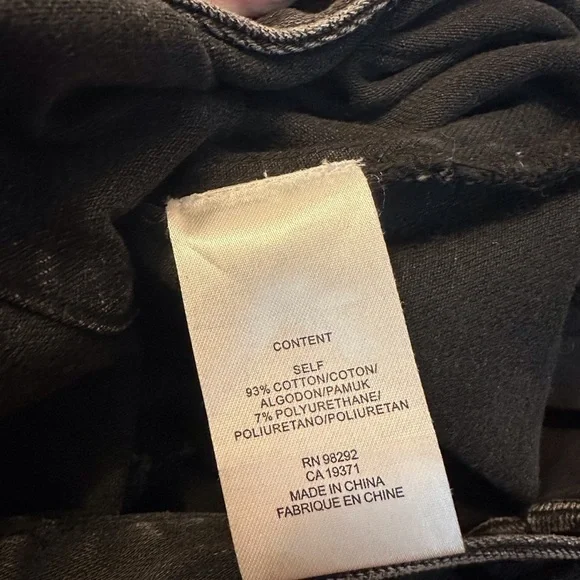 CONTENT
SELF
93% COTTON/COTON/
ALGODON/PAMUK
7% POLYURETHANE/
POLIURETANO/POLIURETAN
RN 98292
CA 19371
MADE IN CHINA
FABRIQUE EN CHINE